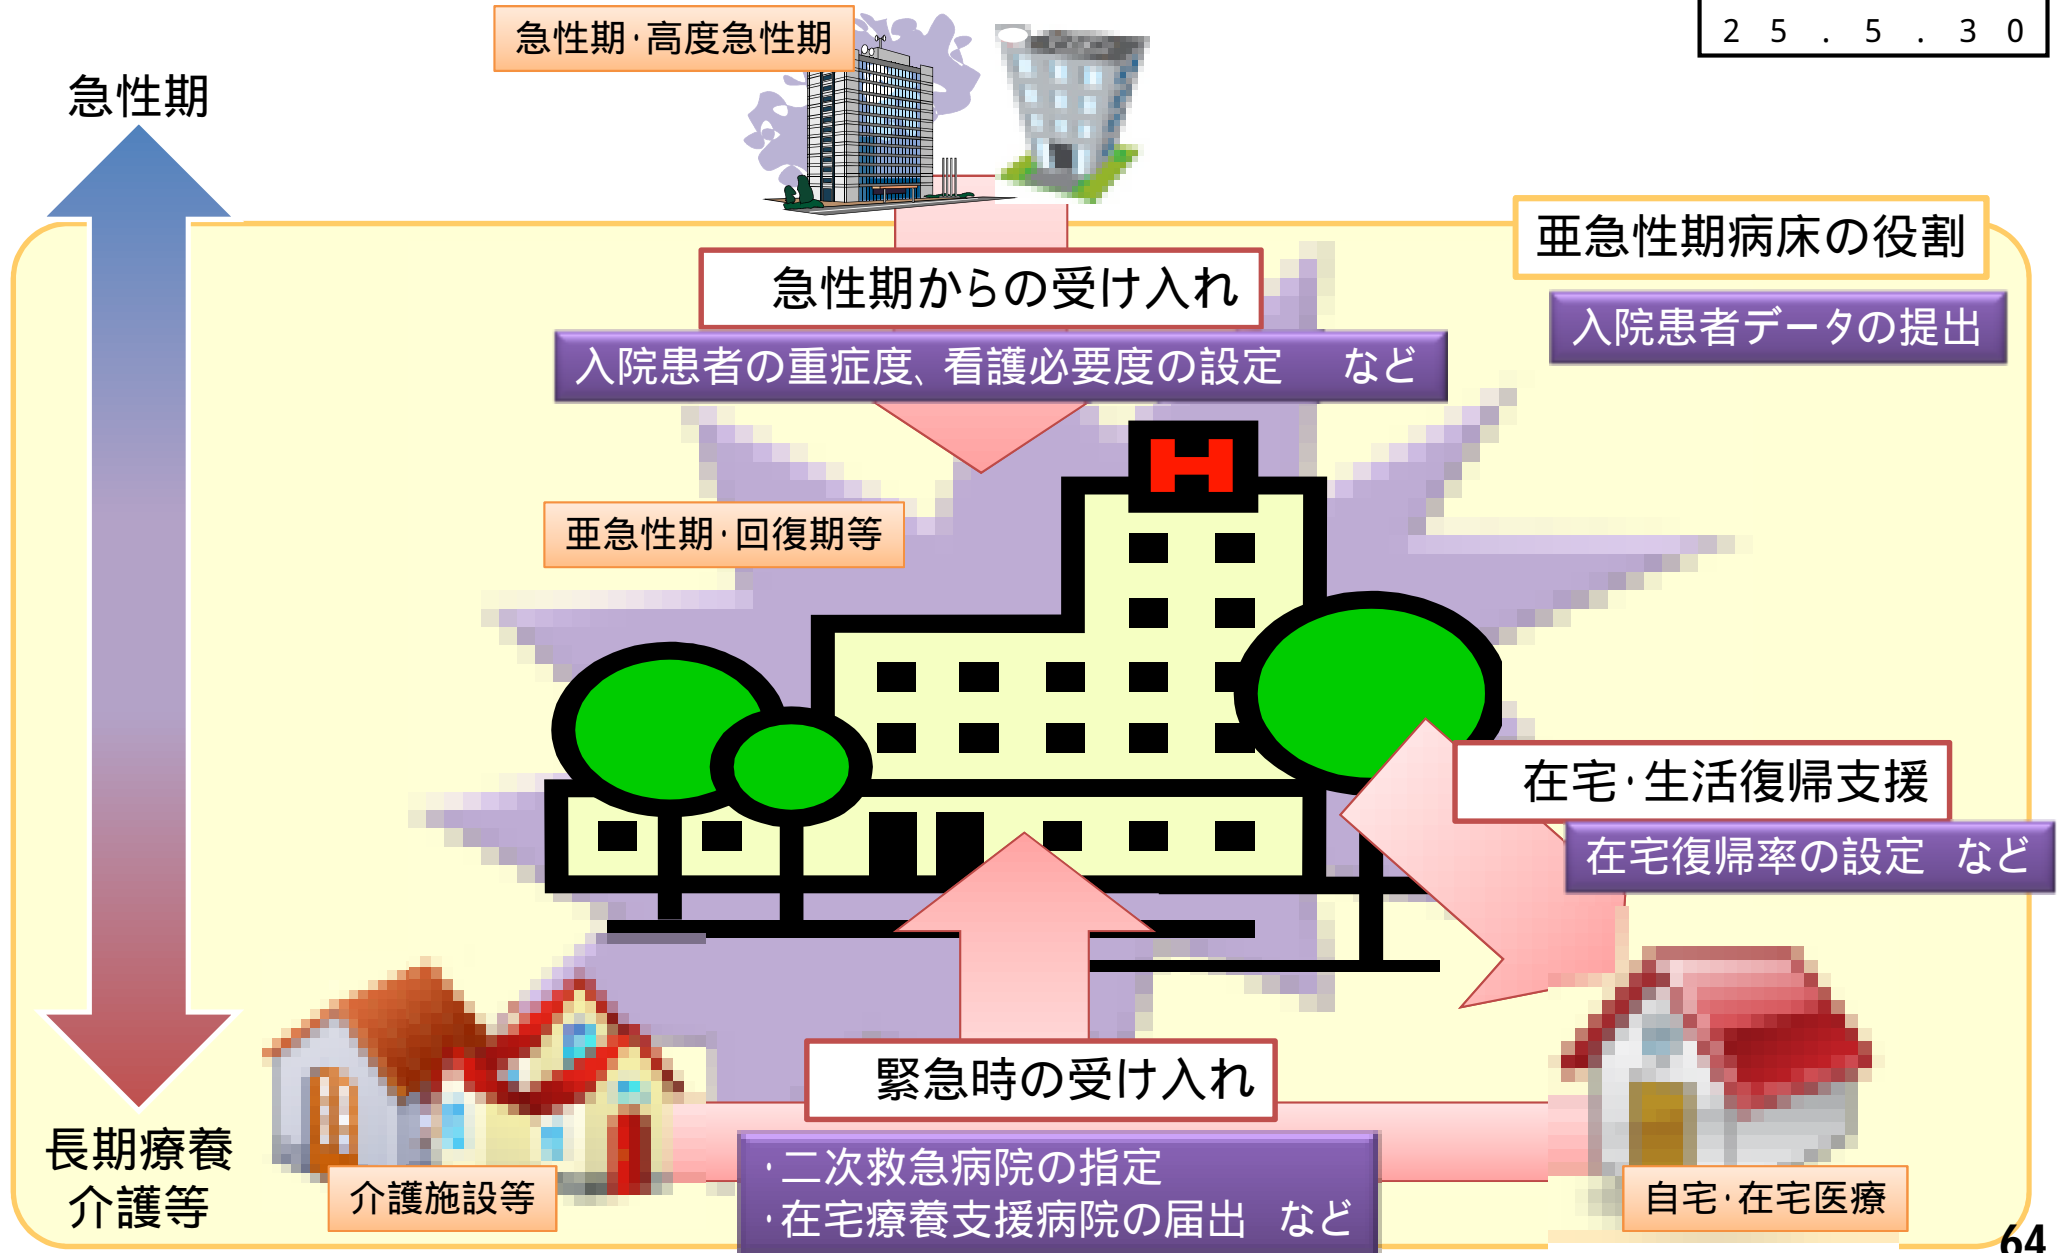 ２５．５．３０
急性期・高度急性期
急性期
亜急性期病床の役割
急性期からの受け入れ
入院患者データの提出
入院患者の重症度、看護必要度の設定　など
亜急性期・回復期等
H
在宅・生活復帰支援
在宅復帰率の設定　など
緊急時の受け入れ
長期療養
介護等
・二次救急病院の指定
・在宅療養支援病院の届出　など
介護施設等
自宅・在宅医療
64